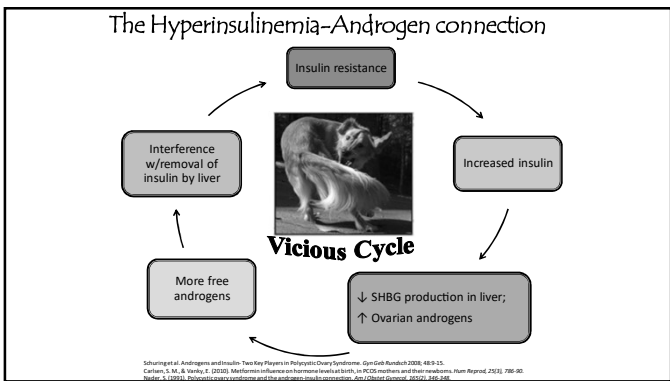 The Hyperinsulinemia-Androgen connection
Insulin resistance
Increased insulin
↓ SHBG production in liver;
↑ Ovarian androgens
More free
androgens
Interference
w/removal of
insulin by liver
Vicious Cycle
Schuring et al. Androgens and Insulin- Two Key Players in Polycystic Ovary Syndrome. Gyn Geb Rundsch 2008; 48:9-15.
Carlsen, S. M., & Vanky, E. (2010). Metformin influence on hormone levels at birth, in PCOS mothers and their newborns. Hum Reprod, 25(3), 786-90.
Nader, S. (1991). Polycystic ovary syndrome and the androgen-insulin connection. Am J Obstet Gynecol, 165(2), 346-348.